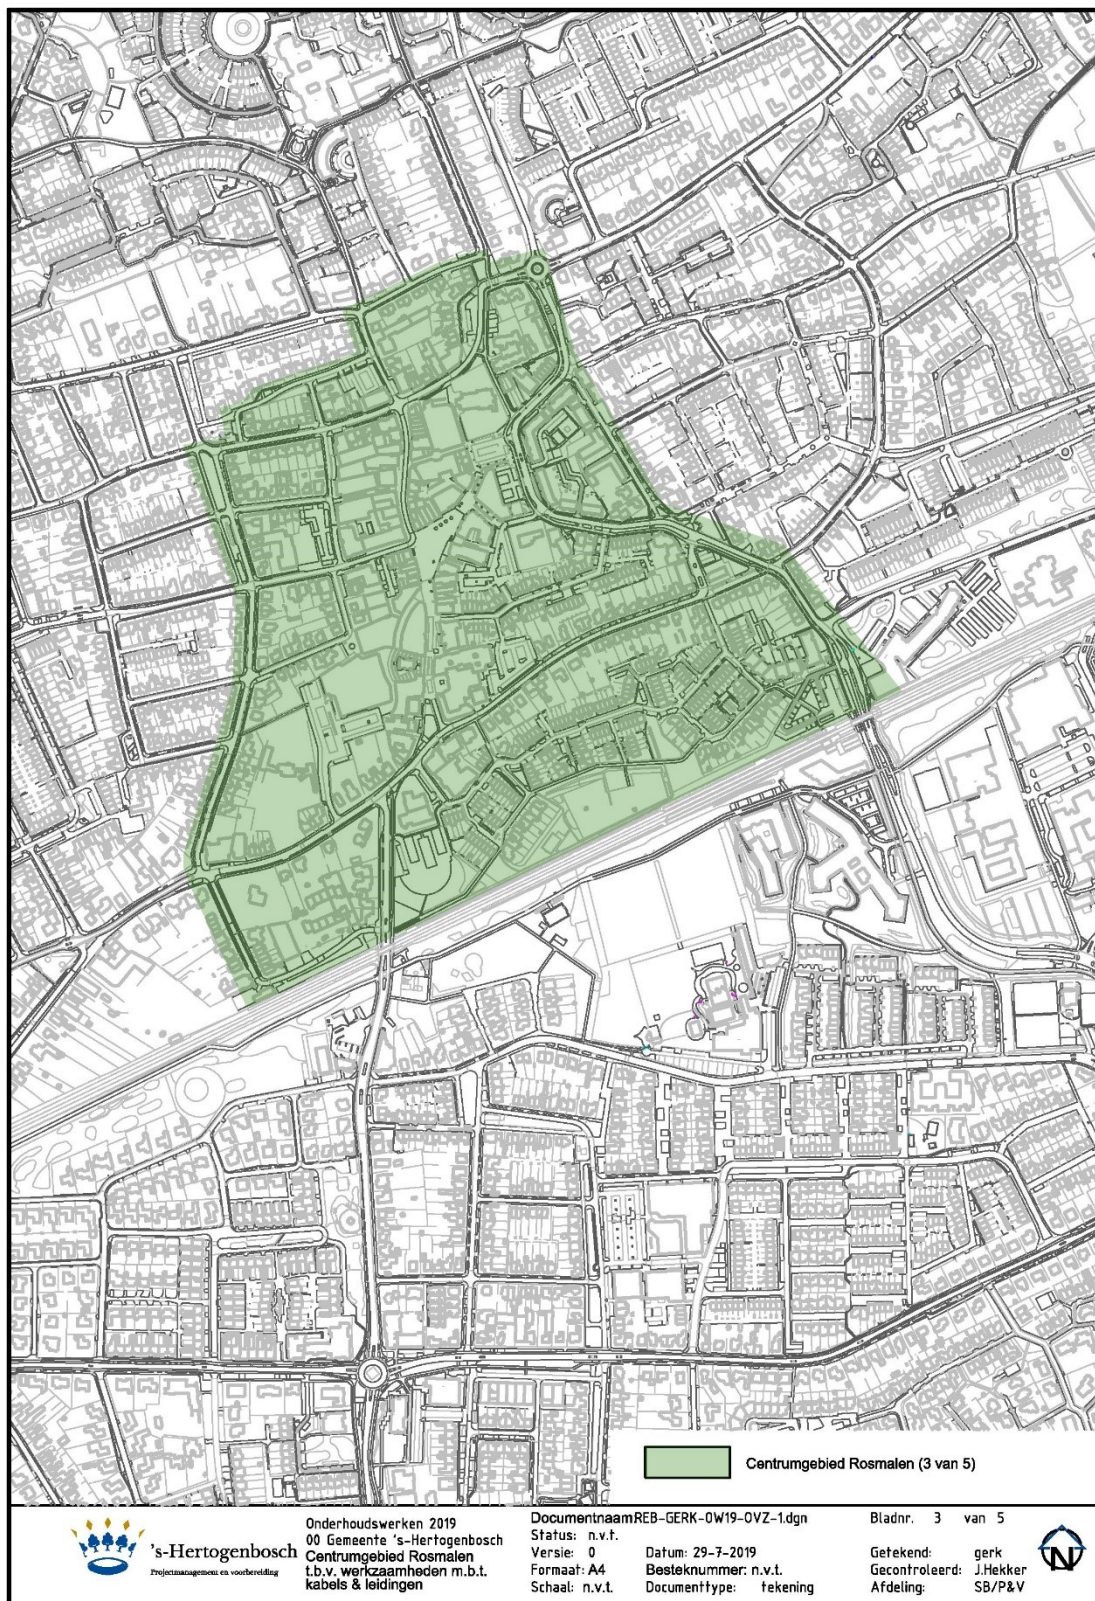 Centrumgebied Rosmalen (3 van 5)
's-Hertogenbosch
Projectmanagement en voorbereiding
Onderhoudswerken 2019
00 Gemeente 's-Hertogenbosch
Centrumgebied Rosmalen
t.b.v. werkzaamheden m.b.t.
kabels & leidingen
Documentnaam REB-GERK-OW19-OVZ-1.dgn
Status: n.v.t.
Versie: 0 Datum: 29-7-2019
Formaat: A4 Besteknummer: n.v.t.
Schaal: n.v.t. Documenttype: tekening
Bladnr. 3 van 5
Getekend: gerk
Gecontroleerd: J.Hekker
Afdeling: SB/P&V
N